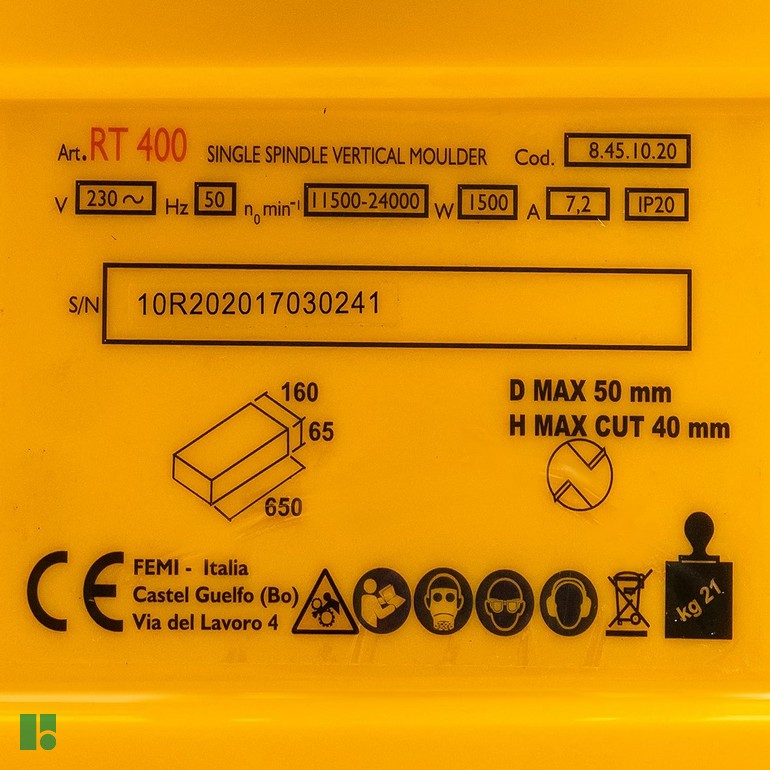 Art. RT 400 SINGLE SPINDLE VERTICAL MOULDER Cod. 8.45.10.20
V 230 ~ Hz 50 n0 min-1 11500-24000 W 1500 A 7,2 IP20
S/N 10R202017030241
160
65
650
D MAX 50 mm
H MAX CUT 40 mm
CE
FEMI - Italia
Castel Guelfo (Bo)
Via del Lavoro 4
kg 21